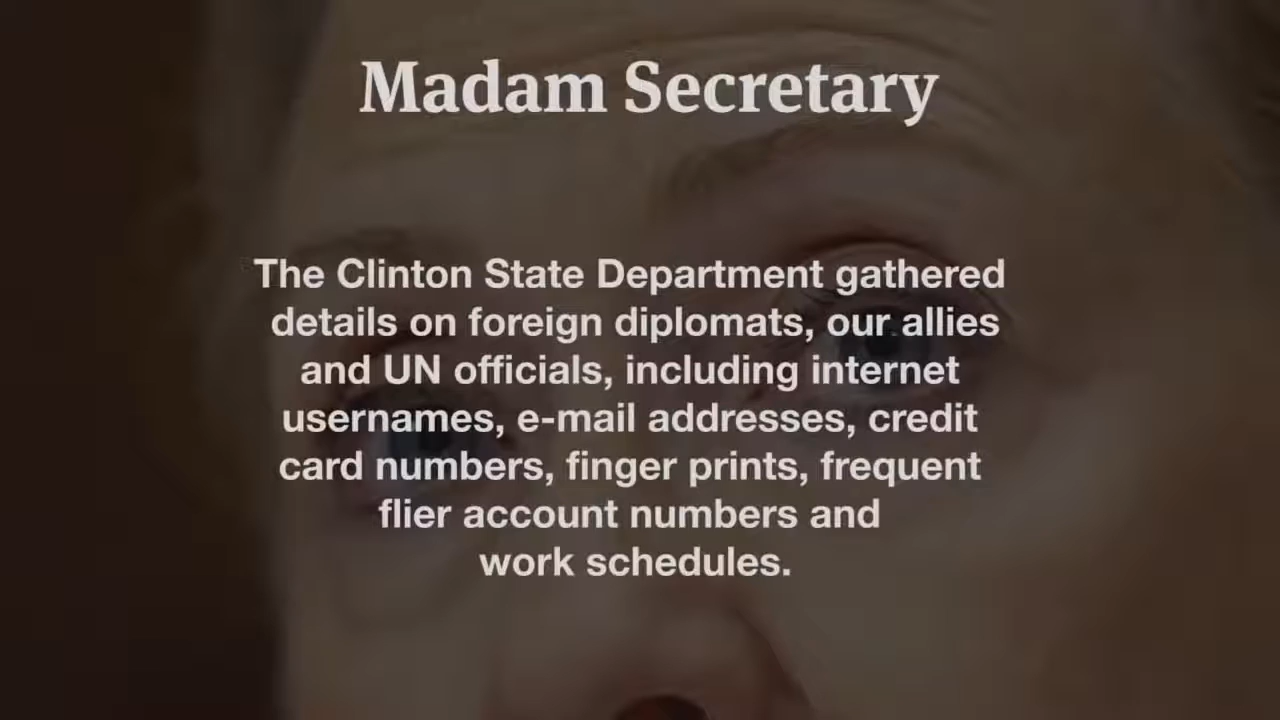 Madam Secretary
The Clinton State Department gathered
details on foreign diplomats, our allies
and UN officials, including internet
usernames, e-mail addresses, credit
card numbers, finger prints, frequent
flier account numbers and
work schedules.